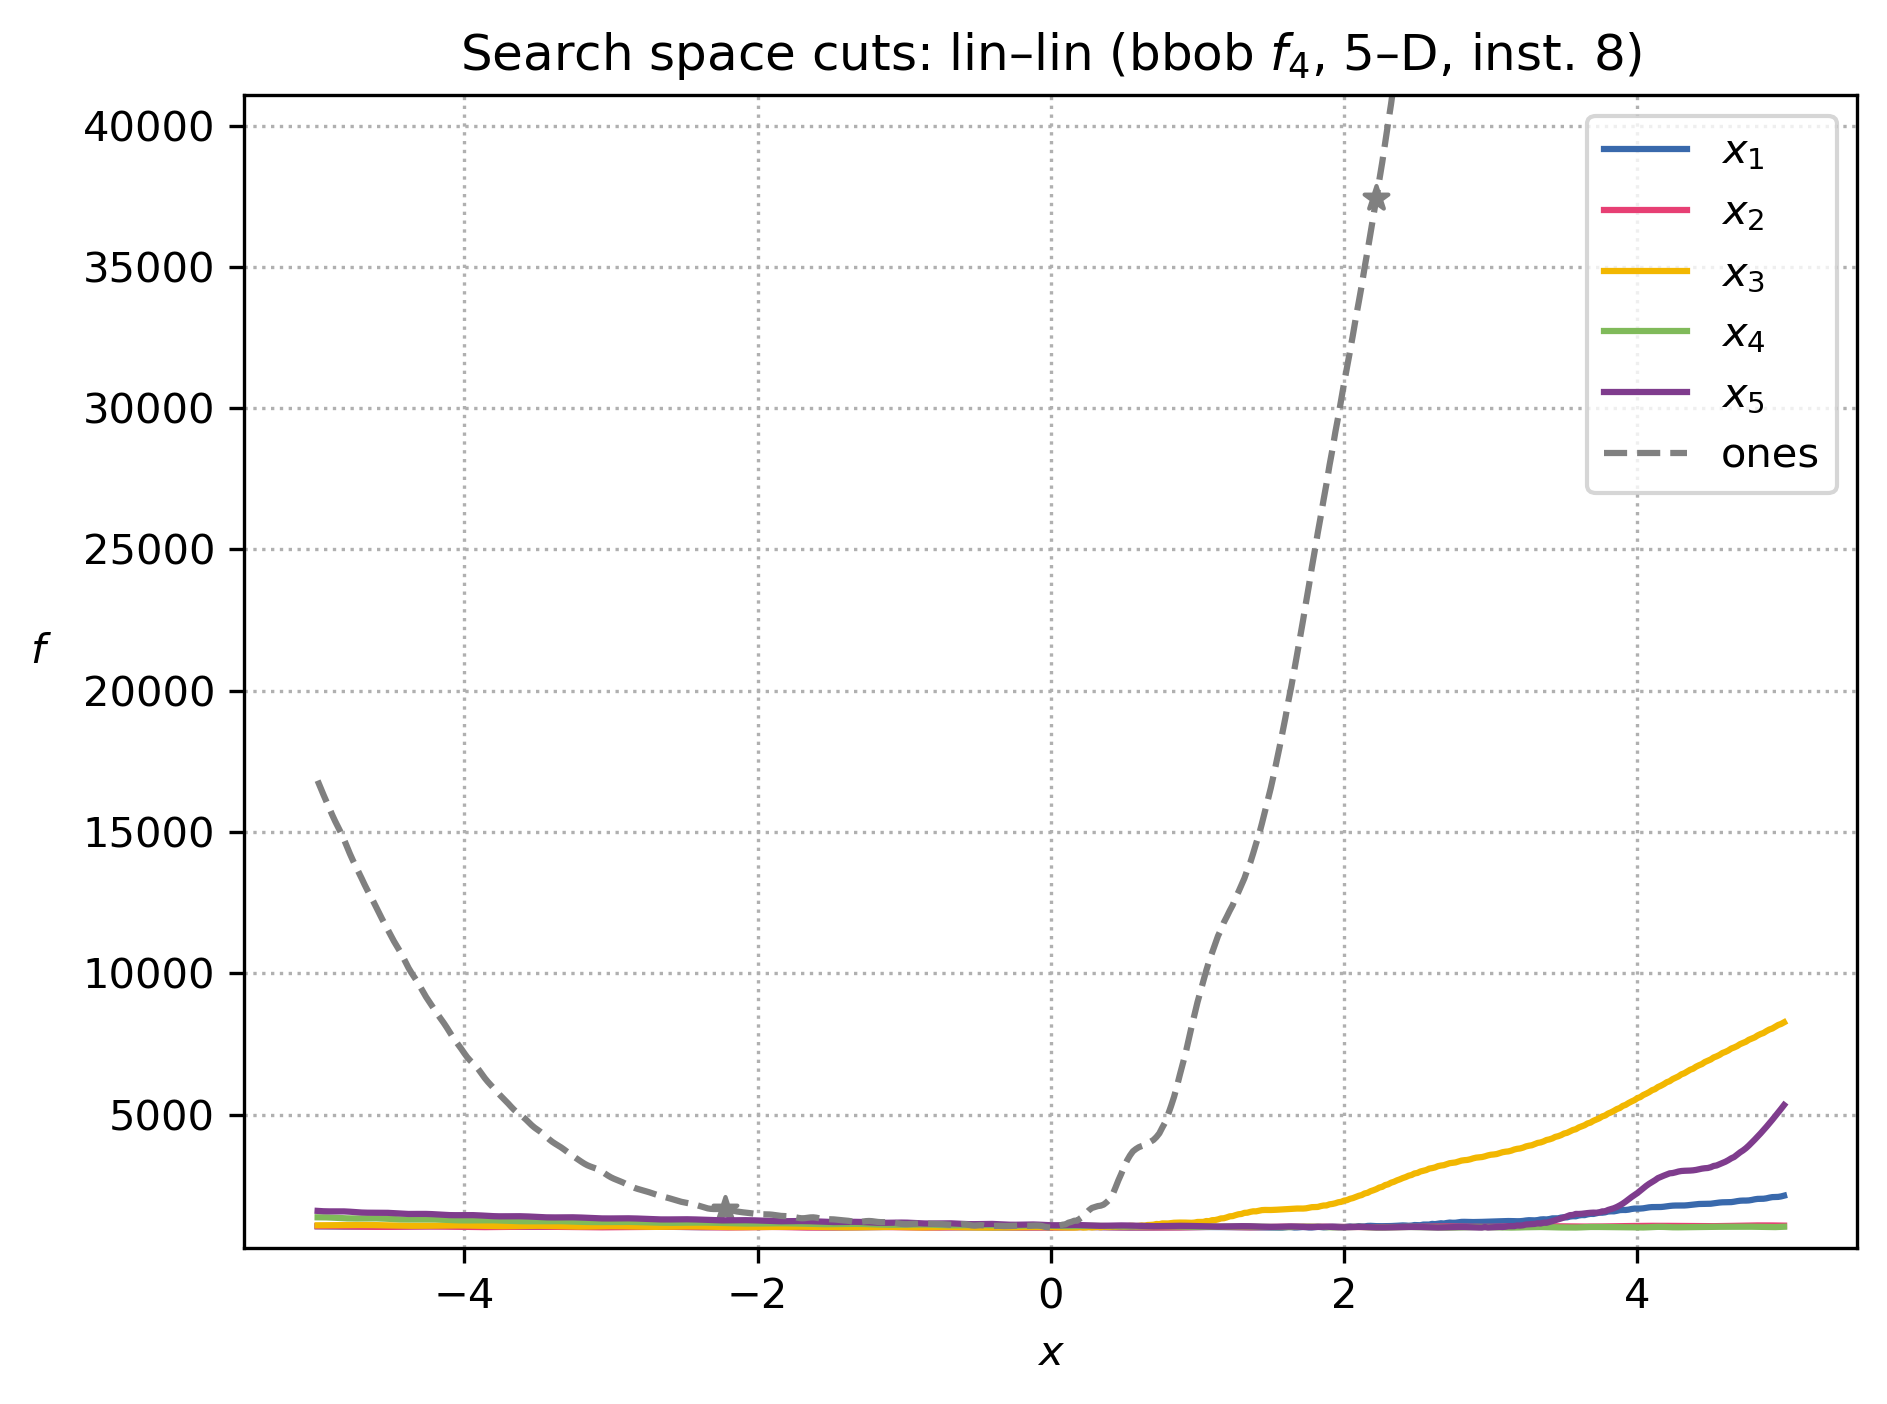 Search space cuts: lin–lin (bbob f4, 5–D, inst. 8)
40000
35000
30000
25000
20000
15000
10000
5000
f
x1
x2
x3
x4
x5
ones
−4 −2 0 2 4
x